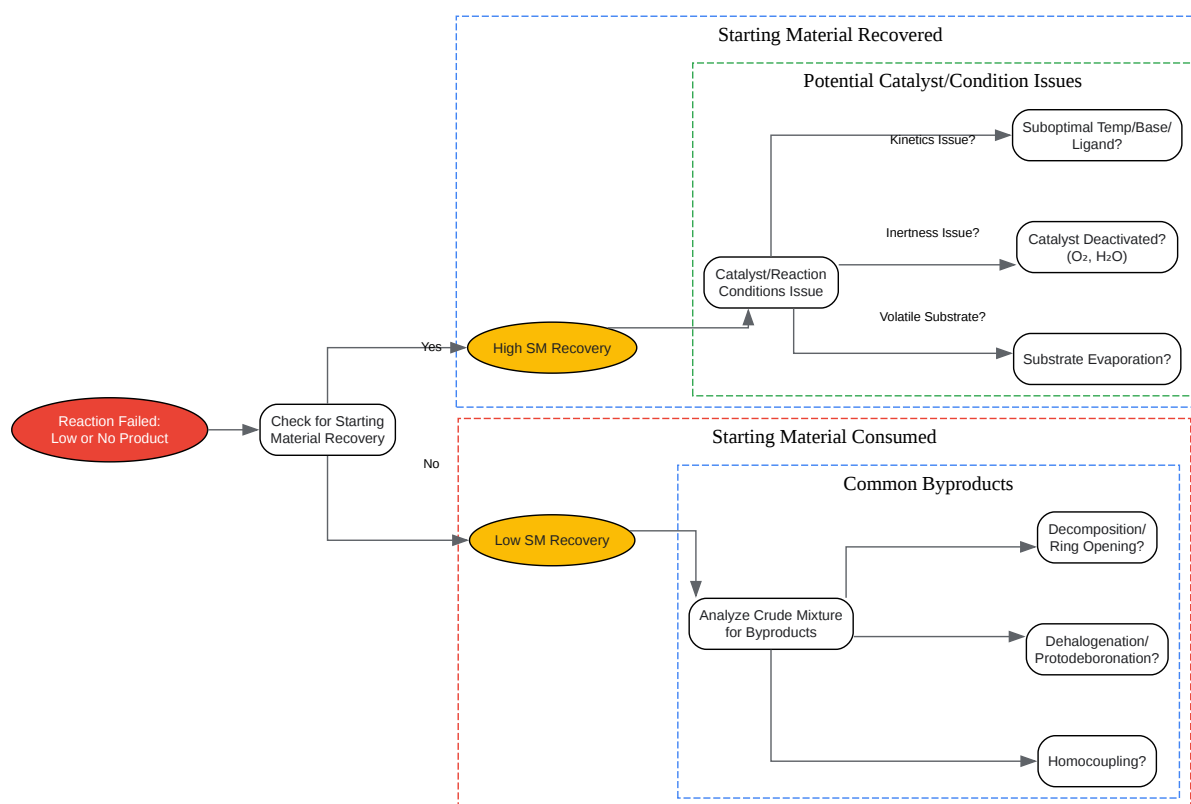 Starting Material Recovered
Potential Catalyst/Condition Issues
Suboptimal Temp/Base/
Ligand?
Kinetics Issue?
Inertness Issue?
Catalyst Deactivated?
(O₂, H₂O)
Catalyst/Reaction
Conditions Issue
Volatile Substrate?
Substrate Evaporation?
Yes
High SM Recovery
Reaction Failed:
Low or No Product
Check for Starting
Material Recovery
No
Starting Material Consumed
Common Byproducts
Low SM Recovery
Decomposition/
Ring Opening?
Analyze Crude Mixture
for Byproducts
Dehalogenation/
Protodeboronation?
Homocoupling?